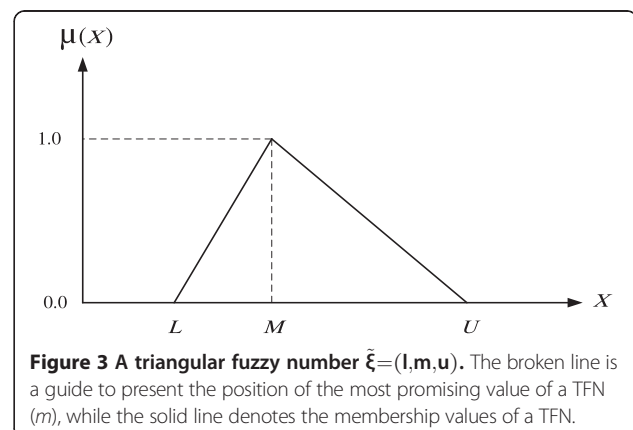 μ(X)
1.0
0.0
X
L M U
Figure 3 A triangular fuzzy number ξ̃=(l,m,u). The broken line is
a guide to present the position of the most promising value of a TFN
(m), while the solid line denotes the membership values of a TFN.